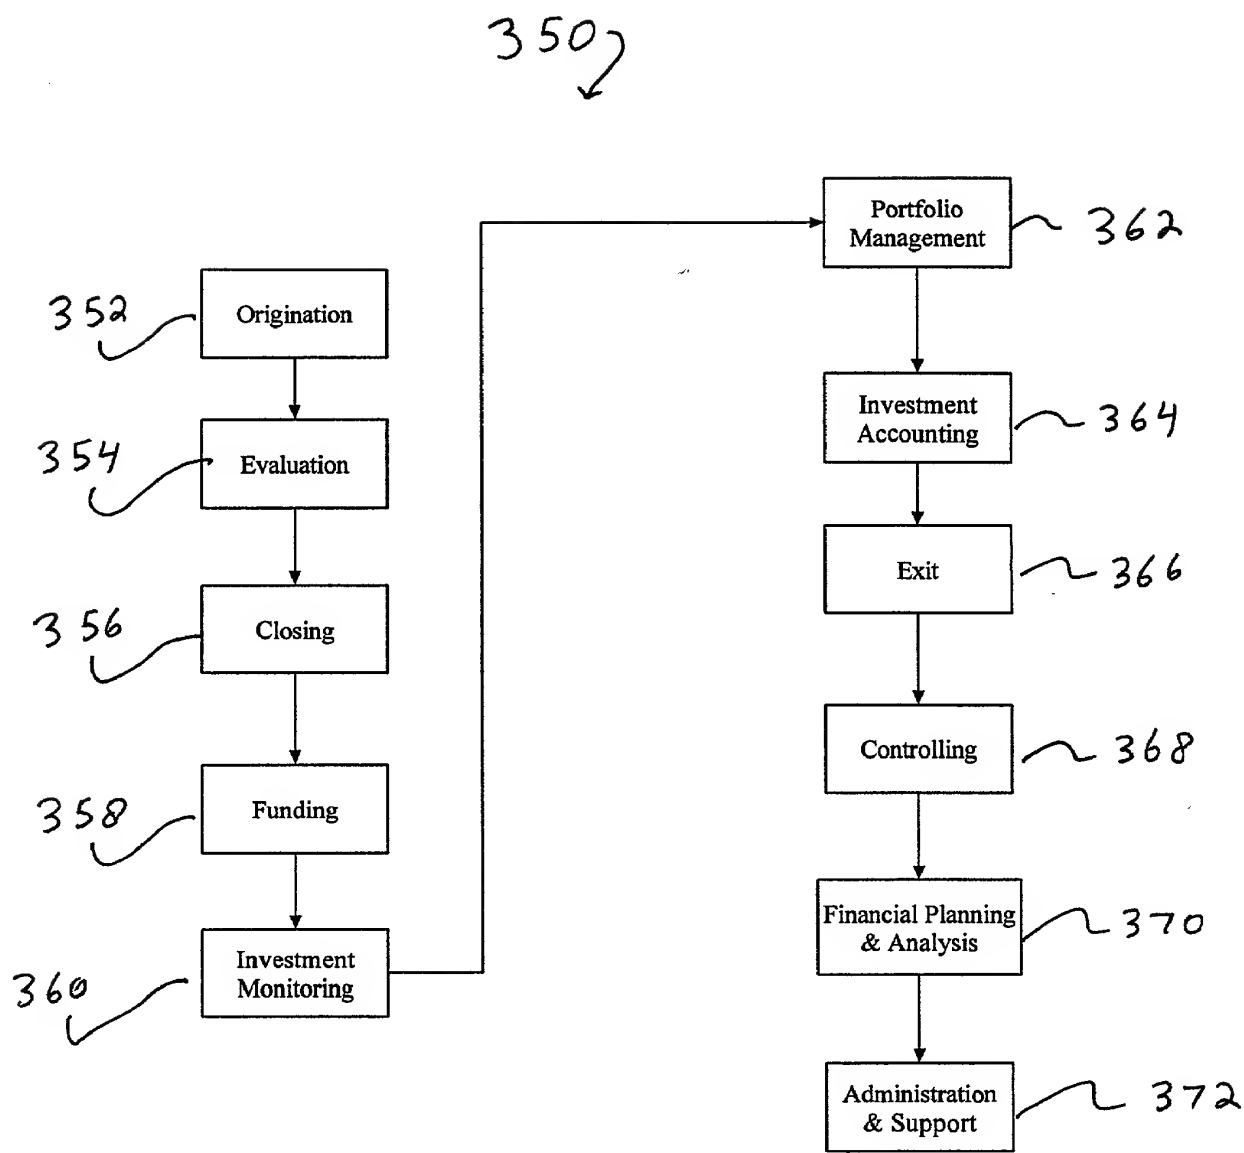 350
352
Origination
354
Evaluation
356
Closing
358
Funding
360
Investment
Monitoring
Portfolio
Management
362
Investment
Accounting
364
Exit
366
Controlling
368
Financial Planning
& Analysis
370
Administration
& Support
372